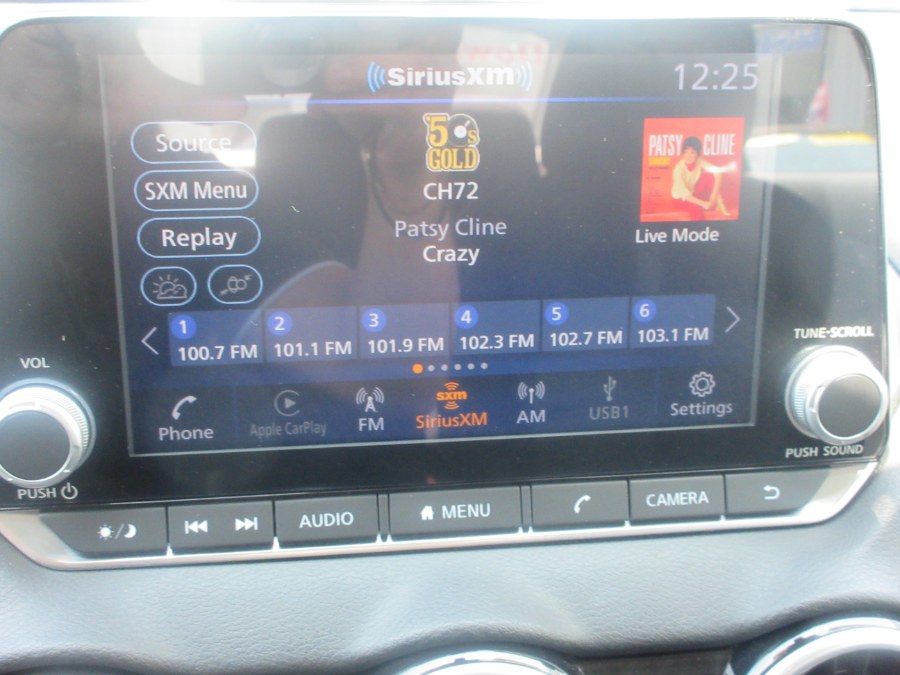 SiriusXM
12:25
Source
'50s
GOLD
PATSY CLINE
SXM Menu
CH72
Replay
Patsy Cline
Live Mode
Crazy
1 2 3 4 5 6
100.7 FM 101.1 FM 101.9 FM 102.3 FM 102.7 FM 103.1 FM
VOL
TUNE-SCROLL
sxm
Phone Apple CarPlay FM SiriusXM AM USB1 Settings
PUSH
PUSH SOUND
AUDIO MENU CAMERA